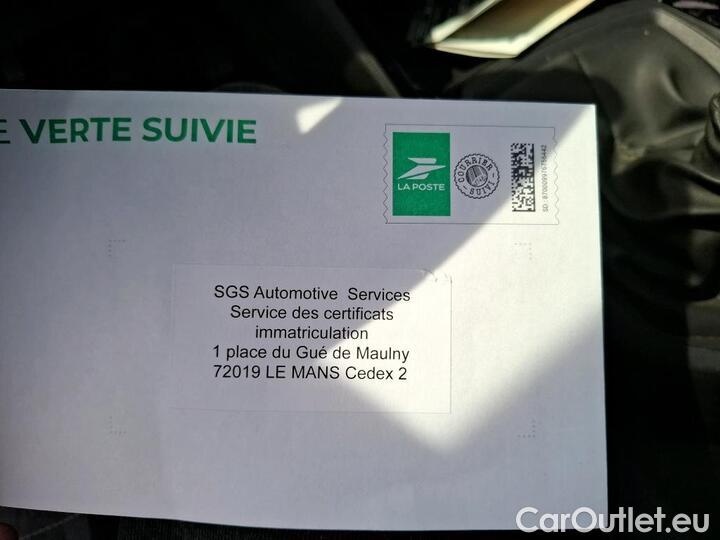 E VERTE SUIVIE
LA POSTE
COURRIER SUIVI
SGS Automotive Services
Service des certificats
immatriculation
1 place du Gué de Maulny
72019 LE MANS Cedex 2
CarOutlet.eu